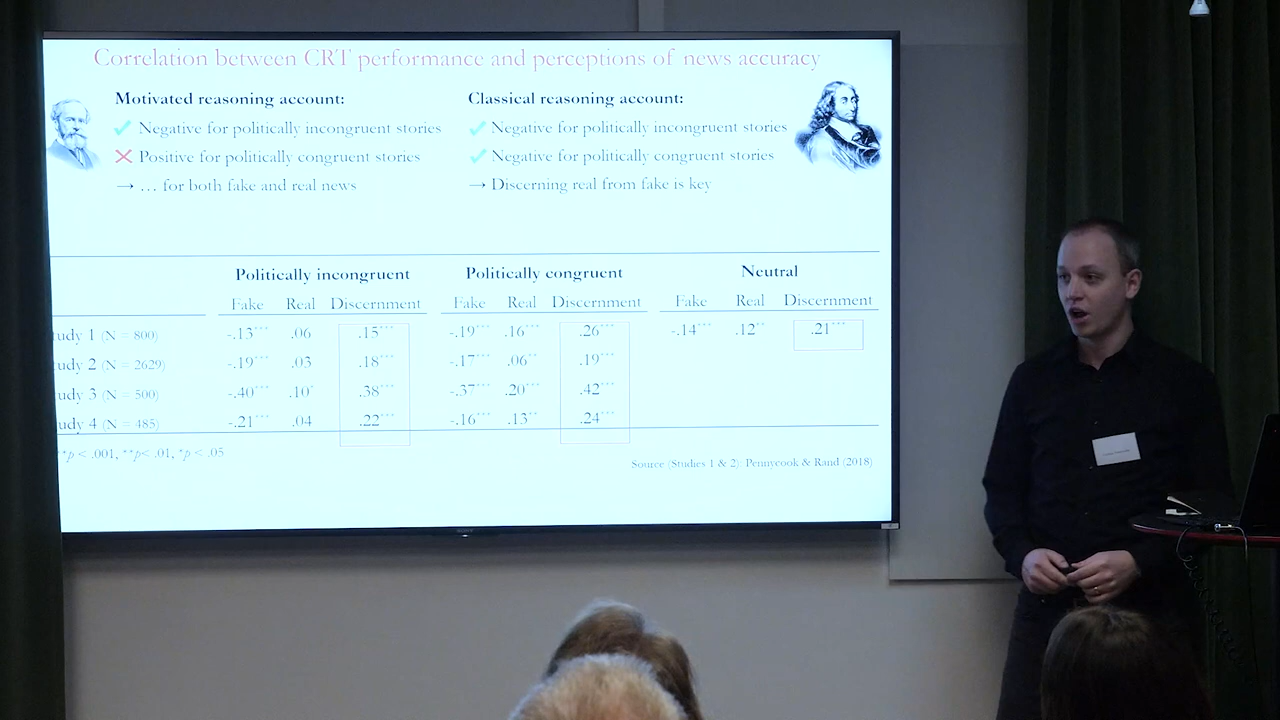 Correlation between CRT performance and perceptions of news accuracy
Motivated reasoning account:
Negative for politically incongruent stories
Positive for politically congruent stories
→ … for both fake and real news
Classical reasoning account:
Negative for politically incongruent stories
Negative for politically congruent stories
→ Discerning real from fake is key
Politically incongruent Politically congruent Neutral
Fake Real Discernment Fake Real Discernment Fake Real Discernment
udy 1 (N = 800) -.13*** .06 .15*** -.19*** .16*** .26*** -.14*** .12** .21***
udy 2 (N = 2629) -.19*** .03 .18*** -.17*** .06** .19***
udy 3 (N = 500) -.40*** .10* .38*** -.37*** .20*** .42***
udy 4 (N = 485) -.21*** .04 .22*** -.16*** .13** .24***
**p < .001, **p< .01, *p < .05
Source (Studies 1 & 2): Pennycook & Rand (2018)
SONY